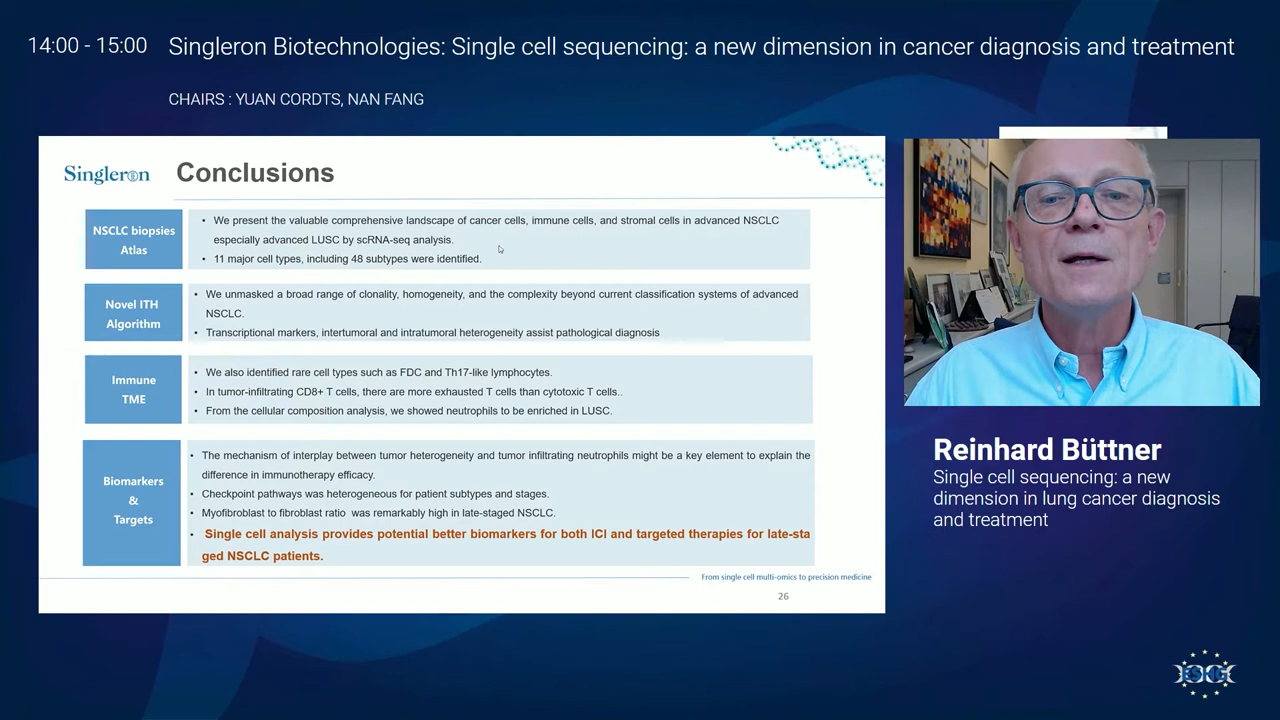 14:00 - 15:00 Singleron Biotechnologies: Single cell sequencing: a new dimension in cancer diagnosis and treatment
CHAIRS : YUAN CORDTS, NAN FANG
Singleron
Conclusions
NSCLC biopsies
Atlas
• We present the valuable comprehensive landscape of cancer cells, immune cells, and stromal cells in advanced NSCLC
especially advanced LUSC by scRNA-seq analysis.
• 11 major cell types, including 48 subtypes were identified.
Novel ITH
Algorithm
• We unmasked a broad range of clonality, homogeneity, and the complexity beyond current classification systems of advanced
NSCLC.
• Transcriptional markers, intertumoral and intratumoral heterogeneity assist pathological diagnosis
Immune
TME
• We also identified rare cell types such as FDC and Th17-like lymphocytes.
• In tumor-infiltrating CD8+ T cells, there are more exhausted T cells than cytotoxic T cells..
• From the cellular composition analysis, we showed neutrophils to be enriched in LUSC.
Biomarkers
&
Targets
• The mechanism of interplay between tumor heterogeneity and tumor infiltrating neutrophils might be a key element to explain the
difference in immunotherapy efficacy.
• Checkpoint pathways was heterogeneous for patient subtypes and stages.
• Myofibroblast to fibroblast ratio was remarkably high in late-staged NSCLC.
• Single cell analysis provides potential better biomarkers for both ICI and targeted therapies for late-sta
ged NSCLC patients.
From single cell multi-omics to precision medicine
26
Reinhard Büttner
Single cell sequencing: a new
dimension in lung cancer diagnosis
and treatment
ESHG